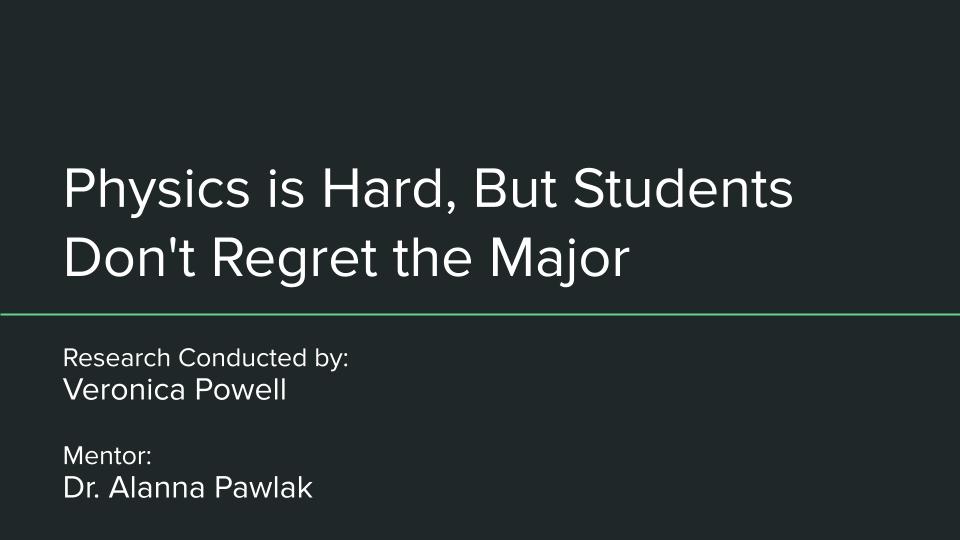 Physics is Hard, But Students
Don't Regret the Major
Research Conducted by:
Veronica Powell
Mentor:
Dr. Alanna Pawlak